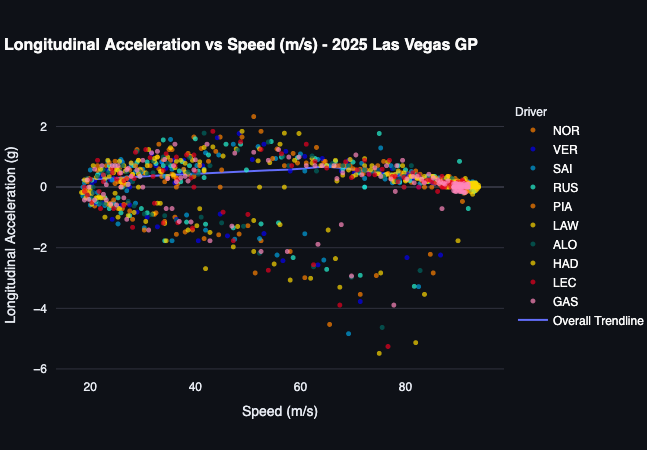 Longitudinal Acceleration vs Speed (m/s) - 2025 Las Vegas GP
Driver
NOR
VER
SAI
RUS
PIA
LAW
ALO
HAD
LEC
GAS
Overall Trendline
Longitudinal Acceleration (g)
2
0
−2
−4
−6
20
40
60
80
Speed (m/s)